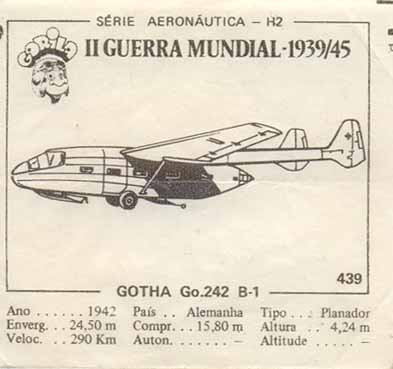 SÉRIE AERONÁUTICA – H2
GORILA
II GUERRA MUNDIAL-1939/45
439
GOTHA Go.242 B-1
Ano ...... 1942 País .. Alemanha Tipo ... Planador
Enverg. .. 24,50 m Compr. ... 15,80 m Altura .. 4,24 m
Veloc. .. 290 Km Auton. ...... – Altitude ..... –